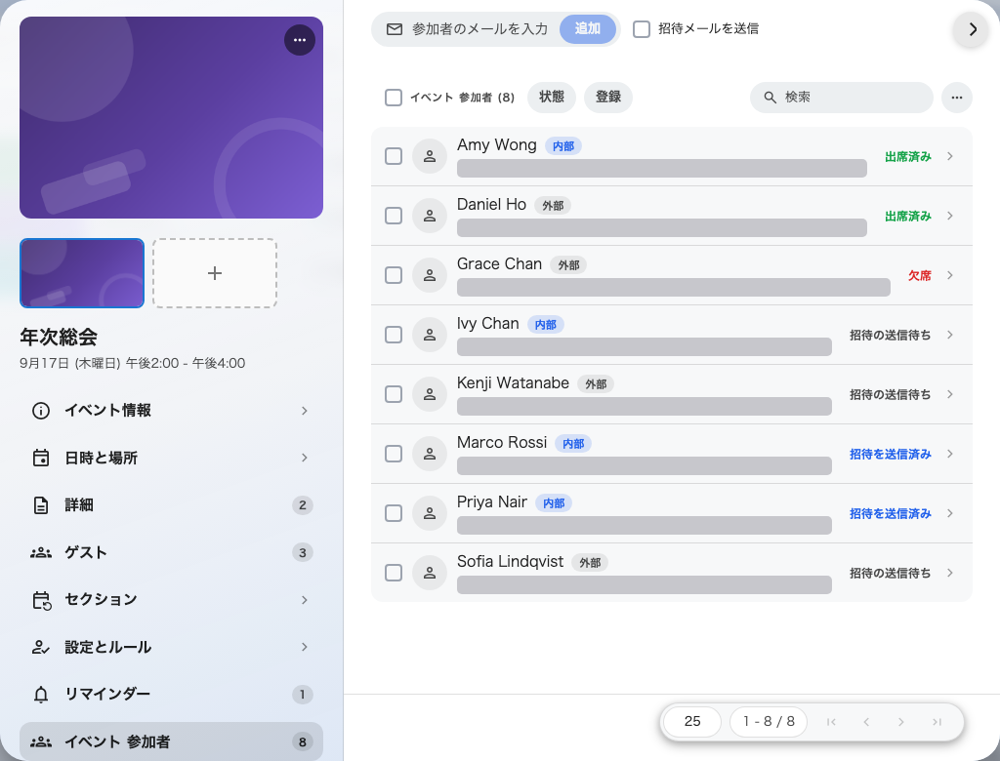 年次総会
9月17日 (木曜日) 午後2:00 - 午後4:00
イベント情報
日時と場所
詳細 2
ゲスト 3
セクション
設定とルール
リマインダー 1
イベント 参加者 8
参加者のメールを入力 追加 招待メールを送信
イベント 参加者 (8) 状態 登録 検索
Amy Wong 内部
出席済み
Daniel Ho 外部
出席済み
Grace Chan 外部
欠席
Ivy Chan 内部
招待の送信待ち
Kenji Watanabe 外部
招待の送信待ち
Marco Rossi 内部
招待を送信済み
Priya Nair 内部
招待を送信済み
Sofia Lindqvist 外部
招待の送信待ち
25 1 - 8 / 8